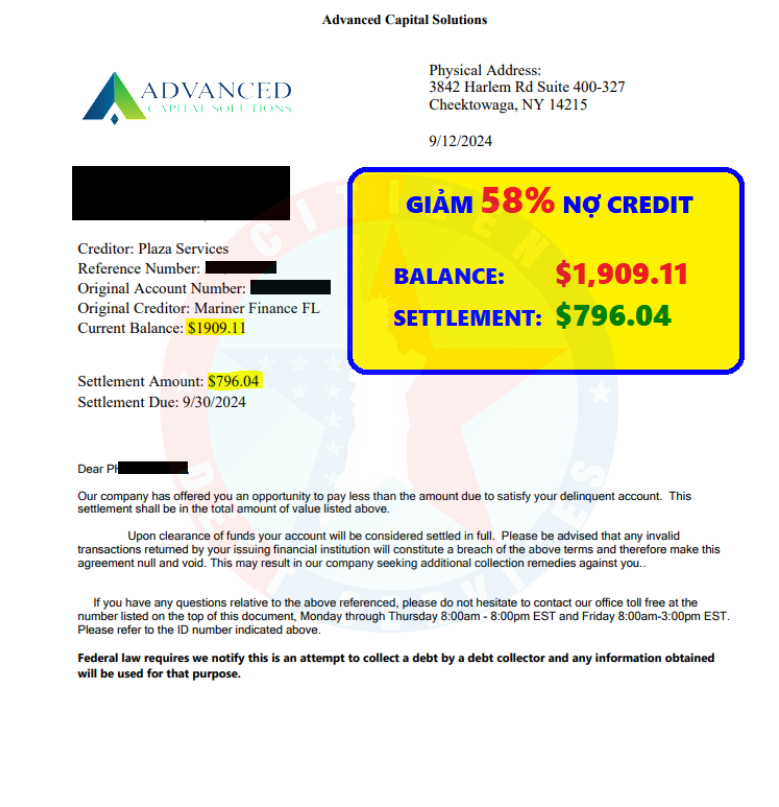 Advanced Capital Solutions
ADVANCED
CAPITAL SOLUTIONS
Physical Address:
3842 Harlem Rd Suite 400-327
Cheektowaga, NY 14215
9/12/2024
GIẢM 58% NỢ CREDIT
BALANCE: $1,909.11
SETTLEMENT: $796.04
Creditor: Plaza Services
Reference Number:
Original Account Number:
Original Creditor: Mariner Finance FL
Current Balance: $1909.11
Settlement Amount: $796.04
Settlement Due: 9/30/2024
Dear
Our company has offered you an opportunity to pay less than the amount due to satisfy your delinquent account. This
settlement shall be in the total amount of value listed above.
Upon clearance of funds your account will be considered settled in full. Please be advised that any invalid
transactions returned by your issuing financial institution will constitute a breach of the above terms and therefore make this
agreement null and void. This may result in our company seeking additional collection remedies against you..
If you have any questions relative to the above referenced, please do not hesitate to contact our office toll free at the
number listed on the top of this document, Monday through Thursday 8:00am - 8:00pm EST and Friday 8:00am-3:00pm EST.
Please refer to the ID number indicated above.
Federal law requires we notify this is an attempt to collect a debt by a debt collector and any information obtained
will be used for that purpose.
CITIZEN
DEBT SERVICES